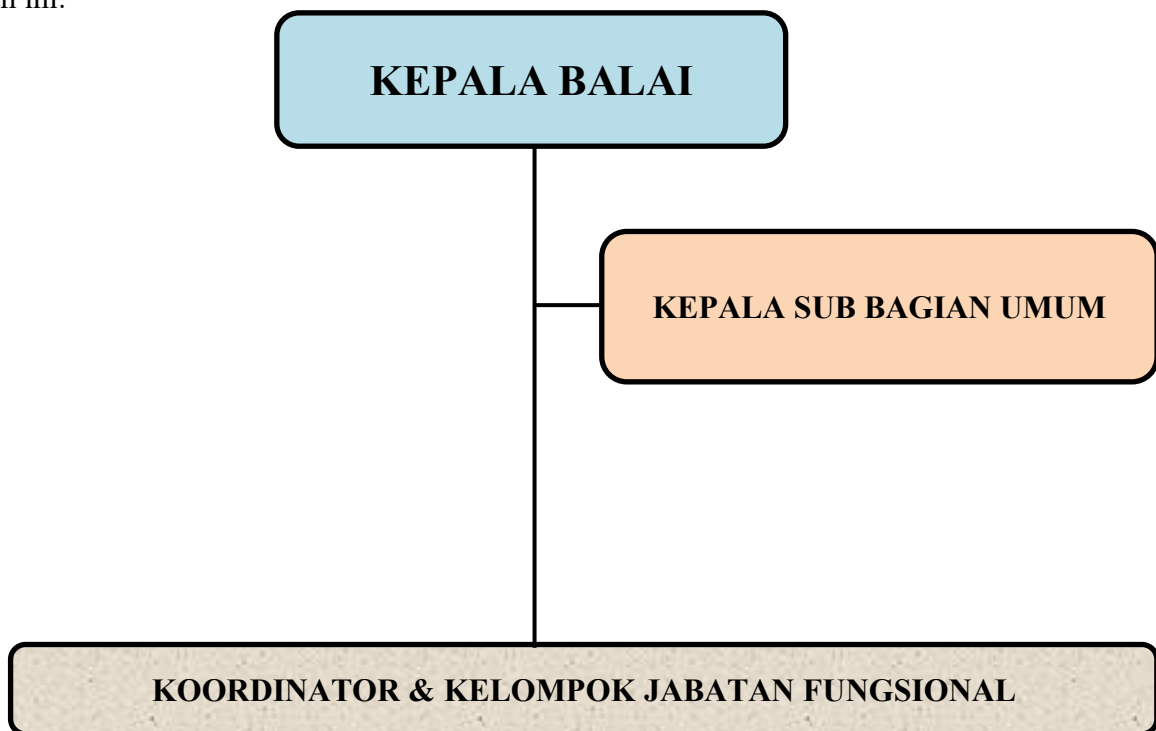 KEPALA BALAI
KEPALA SUB BAGIAN UMUM
KOORDINATOR & KELOMPOK JABATAN FUNGSIONAL